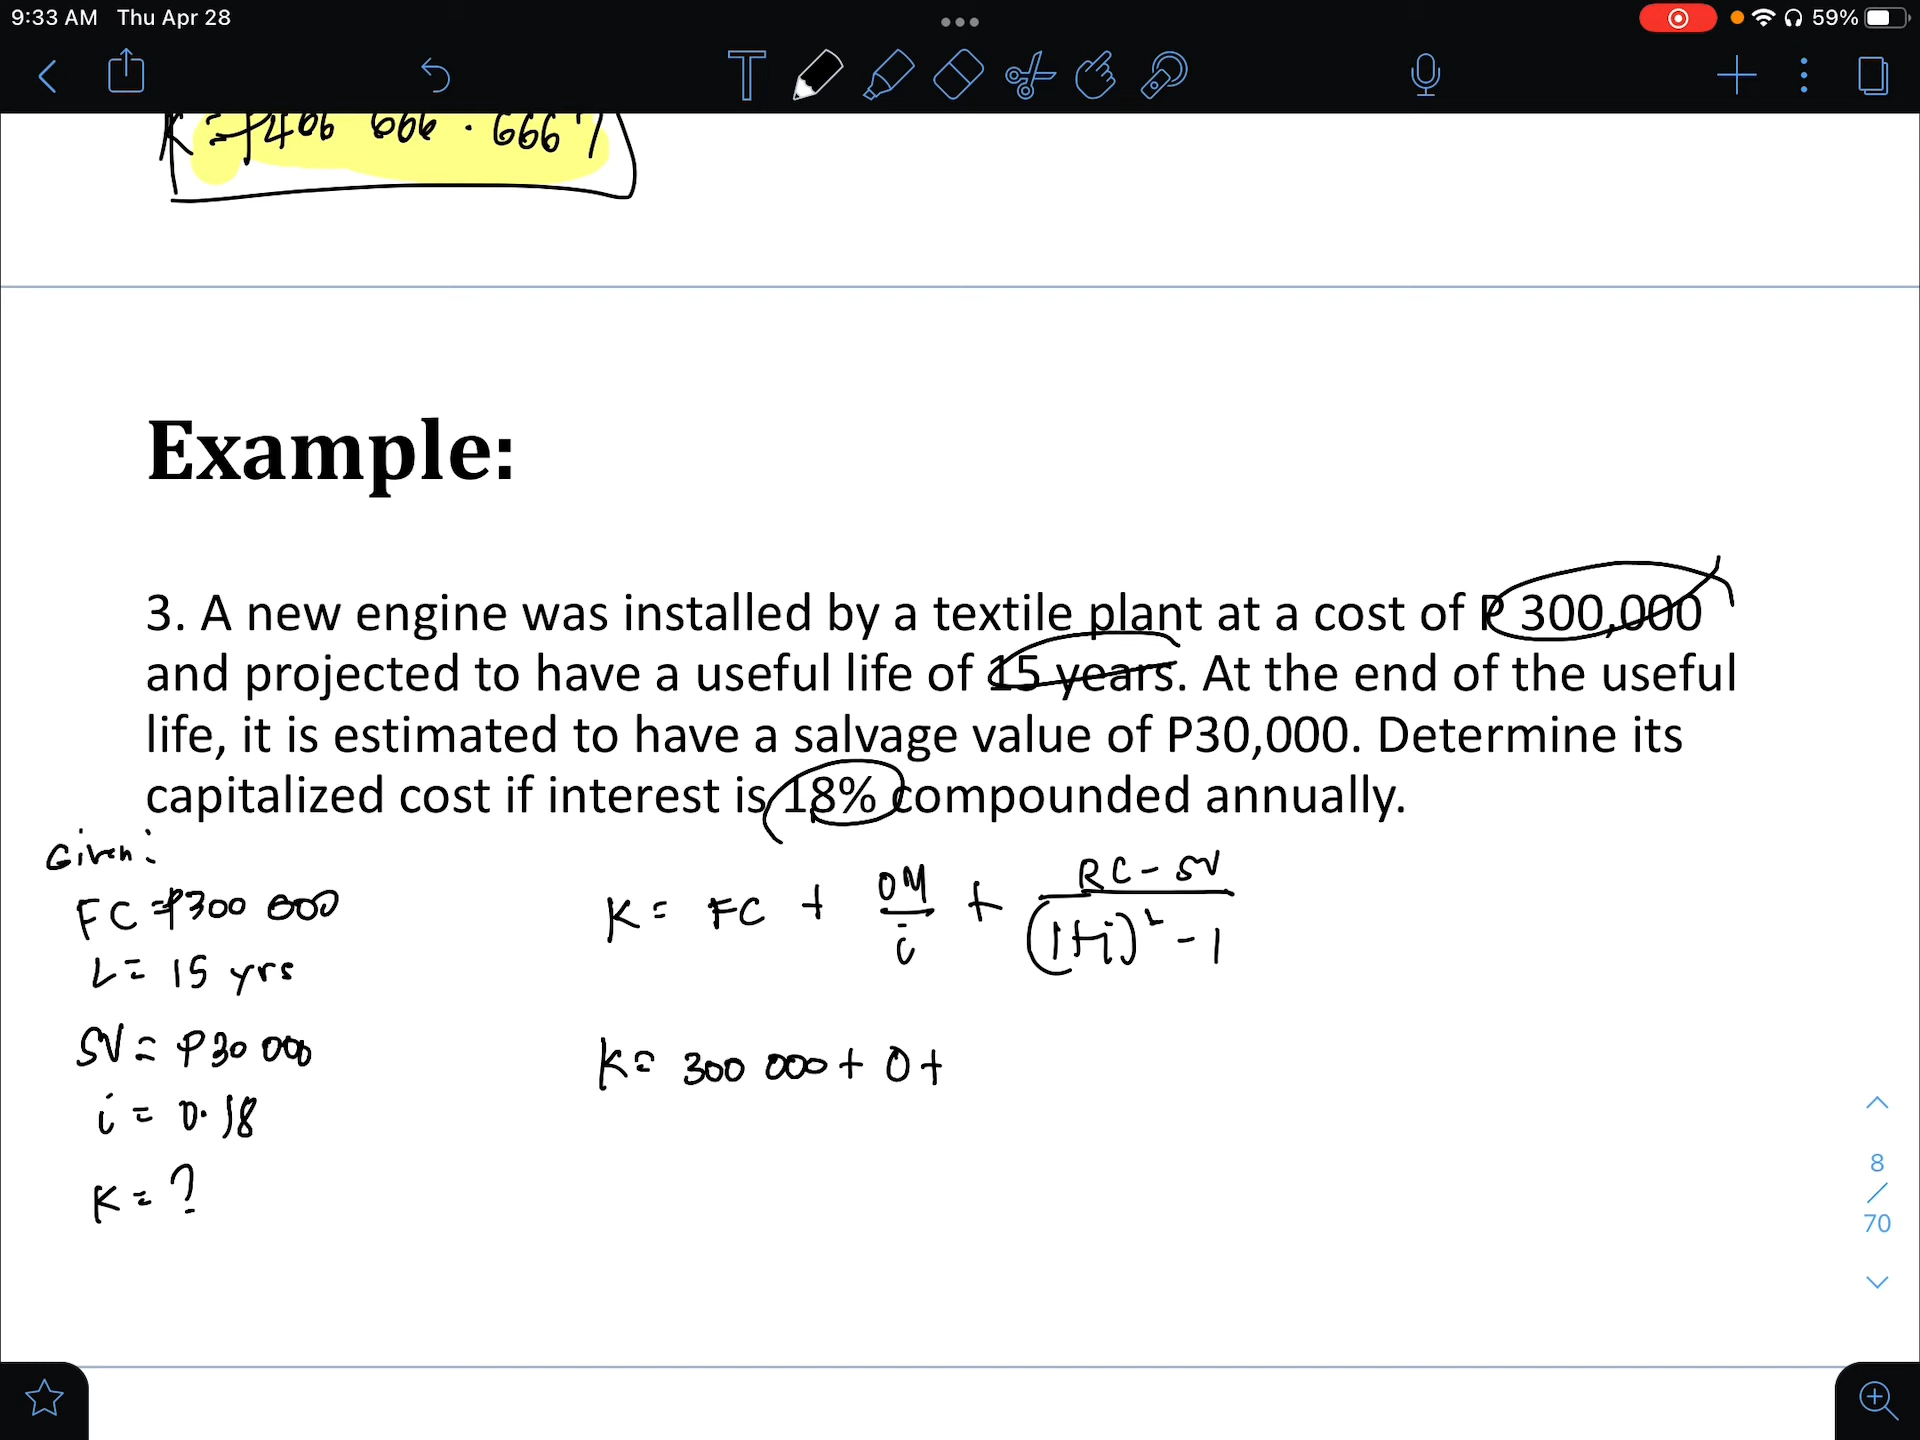 9:33 AM Thu Apr 28
59%
K = ₱466 666.6667
Example:
3. A new engine was installed by a textile plant at a cost of P 300,000
and projected to have a useful life of 15 years. At the end of the useful
life, it is estimated to have a salvage value of P30,000. Determine its
capitalized cost if interest is 18% compounded annually.
Given:
FC = ₱300 000
L = 15 yrs
SV = ₱30 000
i = 0.18
K = ?
K = FC + OM/i + RC - SV/(1+i)^L - 1
K = 300 000 + 0 +
8
/
70